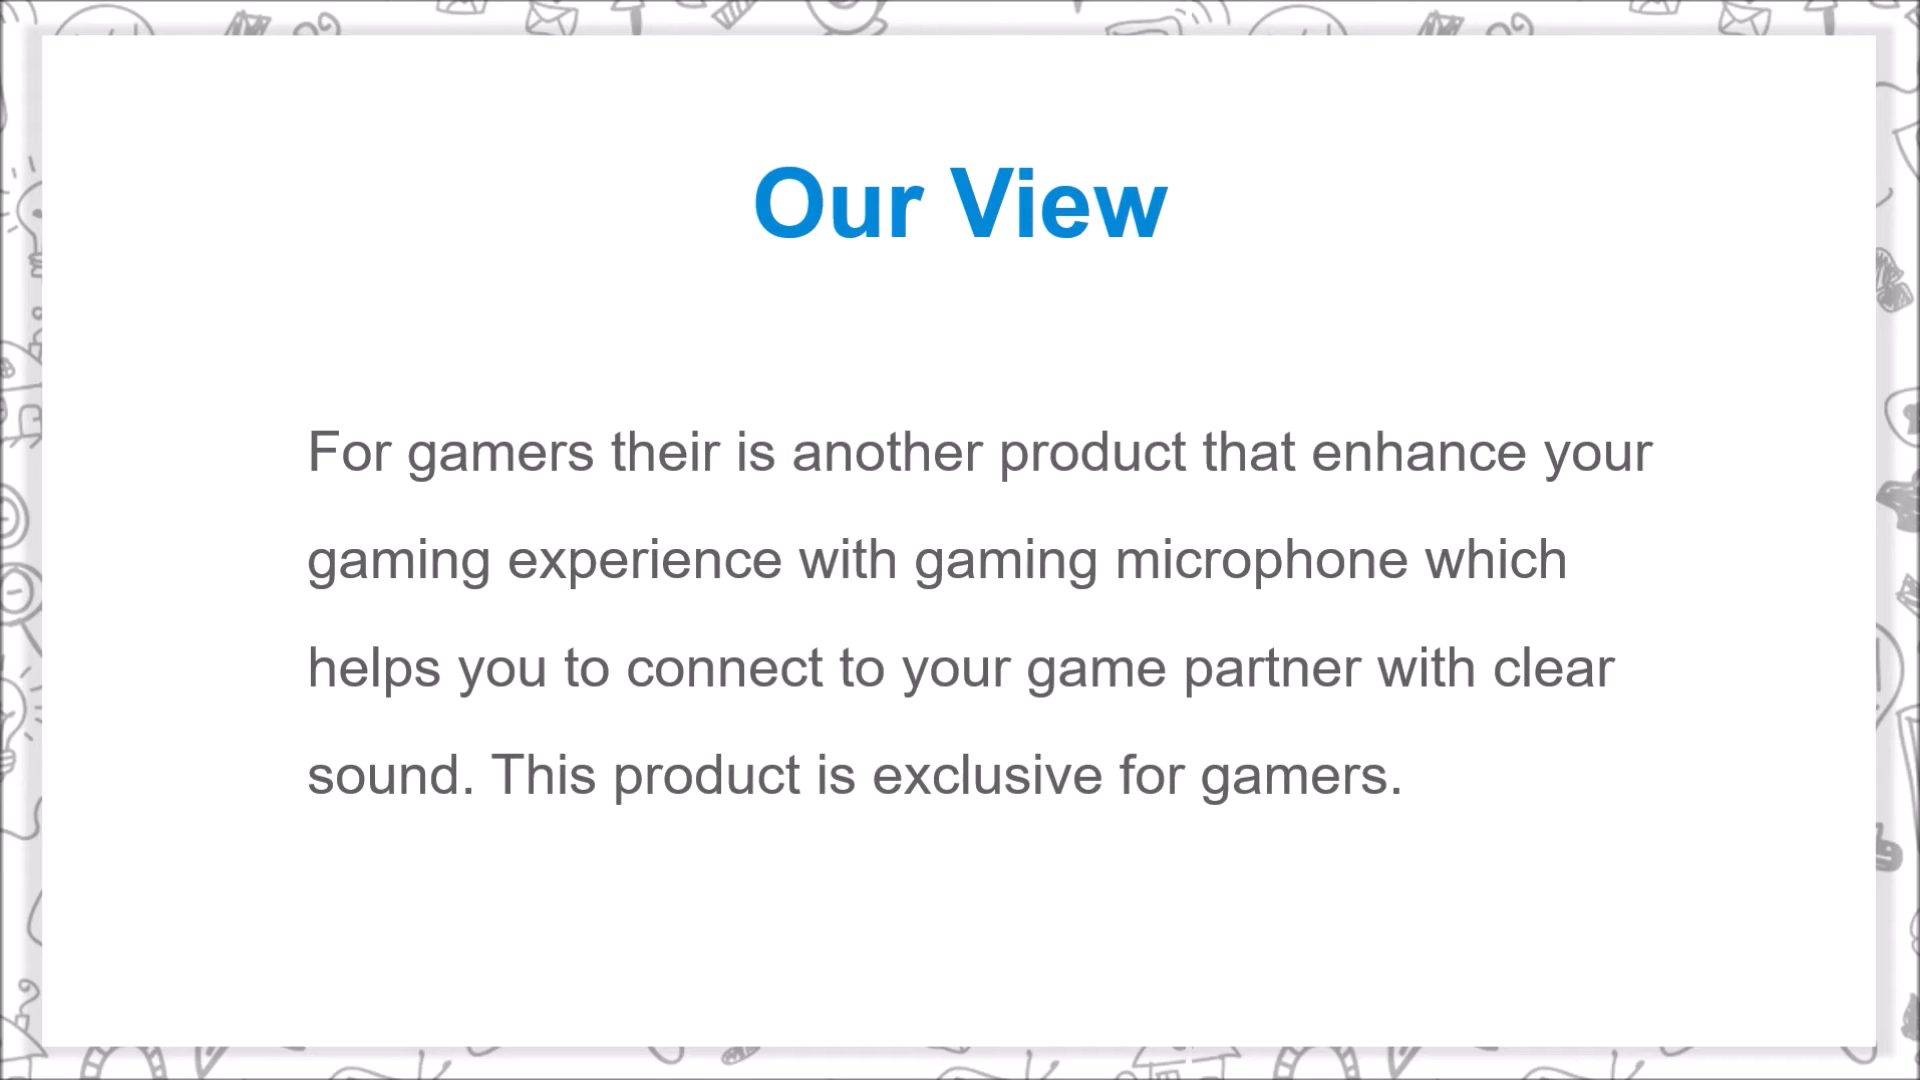 Our View
For gamers their is another product that enhance your
gaming experience with gaming microphone which
helps you to connect to your game partner with clear
sound. This product is exclusive for gamers.